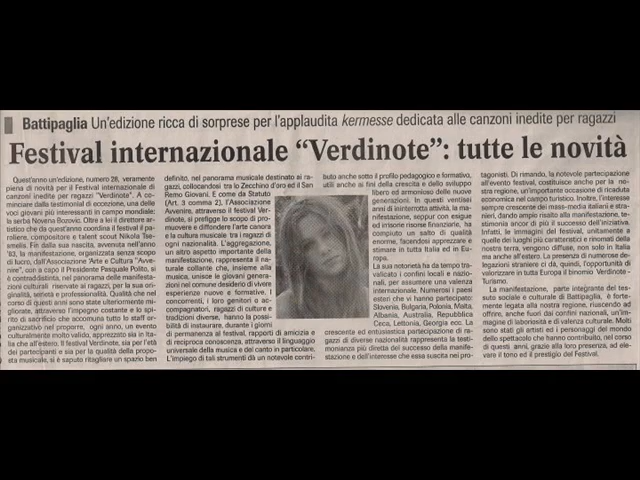 Battipaglia Un'edizione ricca di sorprese per l'applaudita kermesse dedicata alle canzoni inedite per ragazzi
Festival internazionale "Verdinote": tutte le novità
Quest'anno un'edizione, numero 28, veramente
piena di novità per il Festival internazionale di
canzoni inedite per ragazzi "Verdinote". A co-
minciare dalla testimonial di eccezione, una delle
voci giovani più interessanti in campo mondiale:
la serba Novena Bozovic. Oltre a lei il direttore ar-
tistico che da quest'anno coordina il festival il pa-
roliere, compositore e talent scout Nikola Tse-
smelis. Fin dalla sua nascita, avvenuta nell'anno
'83, la manifestazione, organizzata senza scopo
di lucro, dall'Associazione Arte e Cultura "Avve-
nire", con a capo il Presidente Pasquale Polito, si
è contraddistinta, nel panorama delle manifesta-
zioni culturali riservate ai ragazzi, per la sua ori-
ginalità, serietà e professionalità. Qualità che nel
corso di questi anni sono state ulteriormente mi-
gliorate, attraverso l'impegno costante e lo spi-
rito di sacrificio che accomuna tutto lo staff or-
ganizzativo nel proporre, ogni anno, un evento
culturalmente molto valido, apprezzato sia in Ita-
lia che all'estero. Il festival Verdinote, sia per l'età
dei partecipanti e sia per la qualità della proposta
musicale, si è saputo ritagliare un spazio ben
definito, nel panorama musicale destinato ai ra-
gazzi, collocandosi tra lo Zecchino d'oro ed il San
Remo Giovani. E come da Statuto
(Art. 3 comma 2), l'Associazione
Avvenire, attraverso il festival Ver-
dinote, si prefigge lo scopo di pro-
muovere e diffondere l'arte canora
e la cultura musicale tra i ragazzi di
ogni nazionalità. L'aggregazione,
un altro aspetto importante della
manifestazione, rappresenta il na-
turale collante che, insieme alla
musica, unisce le giovani genera-
zioni nel comune desiderio di vivere
esperienze nuove e formative. I
concorrenti, i loro genitori o ac-
compagnatori, ragazzi di culture e
tradizioni diverse, hanno la possi-
bilità di instaurare, durante i giorni
del festival, rapporti di amicizia e
di reciproca conoscenza, attraverso il linguaggio
universale della musica e del canto in particolare.
L'impiego di tali strumenti dà un notevole contri-
buto anche sotto il profilo pedagogico e formativo,
utili anche ai fini della crescita e dello sviluppo
libero ed armonioso delle nuove
generazioni. In questi ventisei
anni di ininterrotta attività, la ma-
nifestazione, seppur con esigue
ed insicure risorse finanziarie, ha
compiuto un salto di qualità
enorme, facendosi apprezzare e
stimare in tutta Italia ed in Eu-
ropa.
La sua notorietà ha da tempo tra-
valicato i confini locali e nazio-
nali, per assumere una valenza
internazionale. Numerosi i paesi
esteri che vi hanno partecipato:
Slovenia, Bulgaria, Polonia, Malta,
Albania, Australia, Repubblica
Ceca, Lettonia, Georgia ecc. La
crescente ed entusiastica partecipazione di ra-
gazzi di diverse nazionalità rappresenta la testi-
monianza più diretta del successo della manife-
stazione e dell'interesse che essa suscita nei pro-
tagonisti. Di rimando, la notevole partecipazione
all'evento festival, costituisce anche per la no-
stra regione, un'importante occasione di ricaduta
economica nel campo turistico. Inoltre, l'interes-
se sempre crescente dei mass-media italiani e stra-
nieri, dando ampio risalto alla manifestazione, te-
stimonia ancor di più il successo dell'iniziativa.
Infatti, le immagini del festival, unitamente a
quelle dei luoghi più caratteristici e rinomati della
nostra terra, vengono diffuse, non solo in Italia
ma anche all'estero. La presenza di numerose de-
legazioni straniere ci dà, quindi, l'opportunità di
valorizzare in tutto Europa il binomio Verdinote -
Turismo.
La manifestazione, parte integrante del tes-
suto sociale e culturale di Battipaglia, è forte-
mente legata alla nostra regione, riuscendo ad
offrire, anche fuori dai confini nazionali, un'im-
magine di laboriosità e valenza culturale. Molti
sono stati gli artisti ed i personaggi del mondo
dello spettacolo che hanno contribuito, nel corso
di questi anni, grazie alla loro presenza, ad ele-
vare il tono ed il prestigio del Festival.